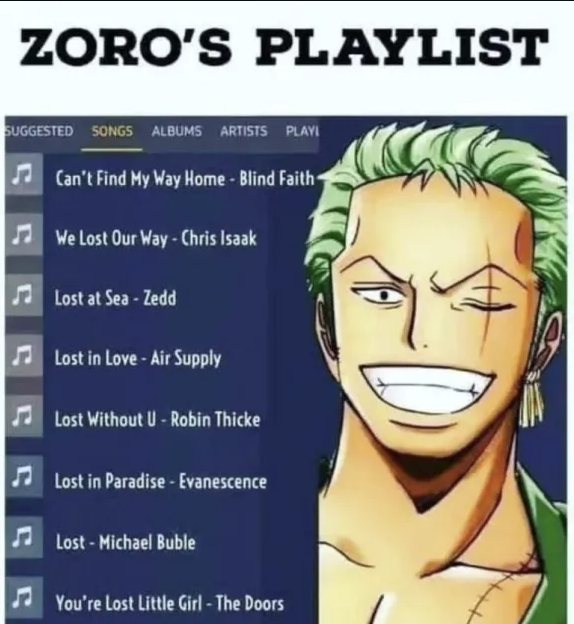 ZORO'S PLAYLIST
SUGGESTED SONGS ALBUMS ARTISTS PLAYL
Can't Find My Way Home - Blind Faith
We Lost Our Way - Chris Isaak
Lost at Sea - Zedd
Lost in Love - Air Supply
Lost Without U - Robin Thicke
Lost in Paradise - Evanescence
Lost - Michael Buble
You're Lost Little Girl - The Doors